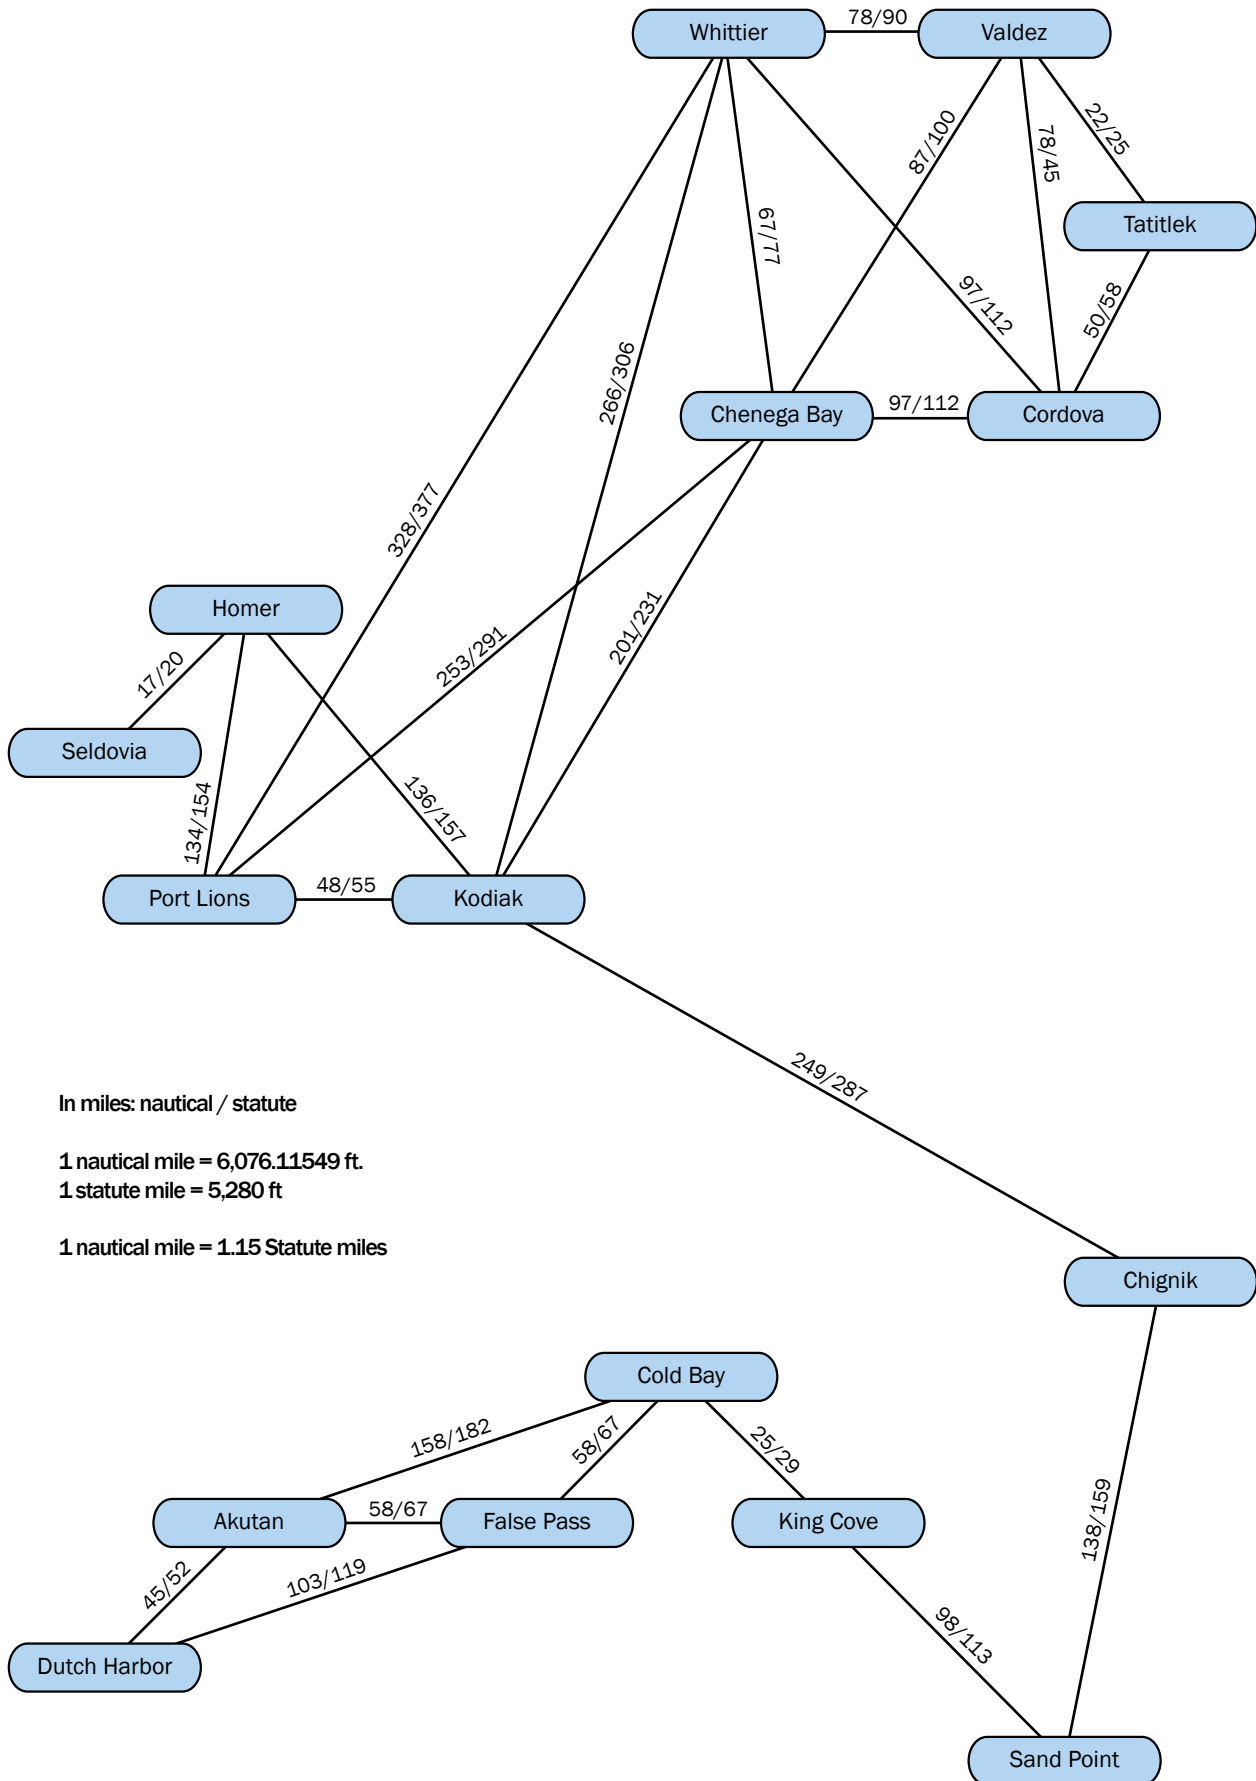 Whittier
78/90
Valdez
87/100
78/45
22/25
Tatitlek
67/77
97/112
50/58
266/306
Chenega Bay
97/112
Cordova
328/377
Homer
253/291
201/231
17/20
Seldovia
134/154
136/157
Port Lions
48/55
Kodiak
249/287
In miles: nautical / statute
1 nautical mile = 6,076.11549 ft.
1 statute mile = 5,280 ft
1 nautical mile = 1.15 Statute miles
Chignik
Cold Bay
158/182
58/67
25/29
Akutan
58/67
False Pass
King Cove
138/159
45/52
103/119
98/113
Dutch Harbor
Sand Point